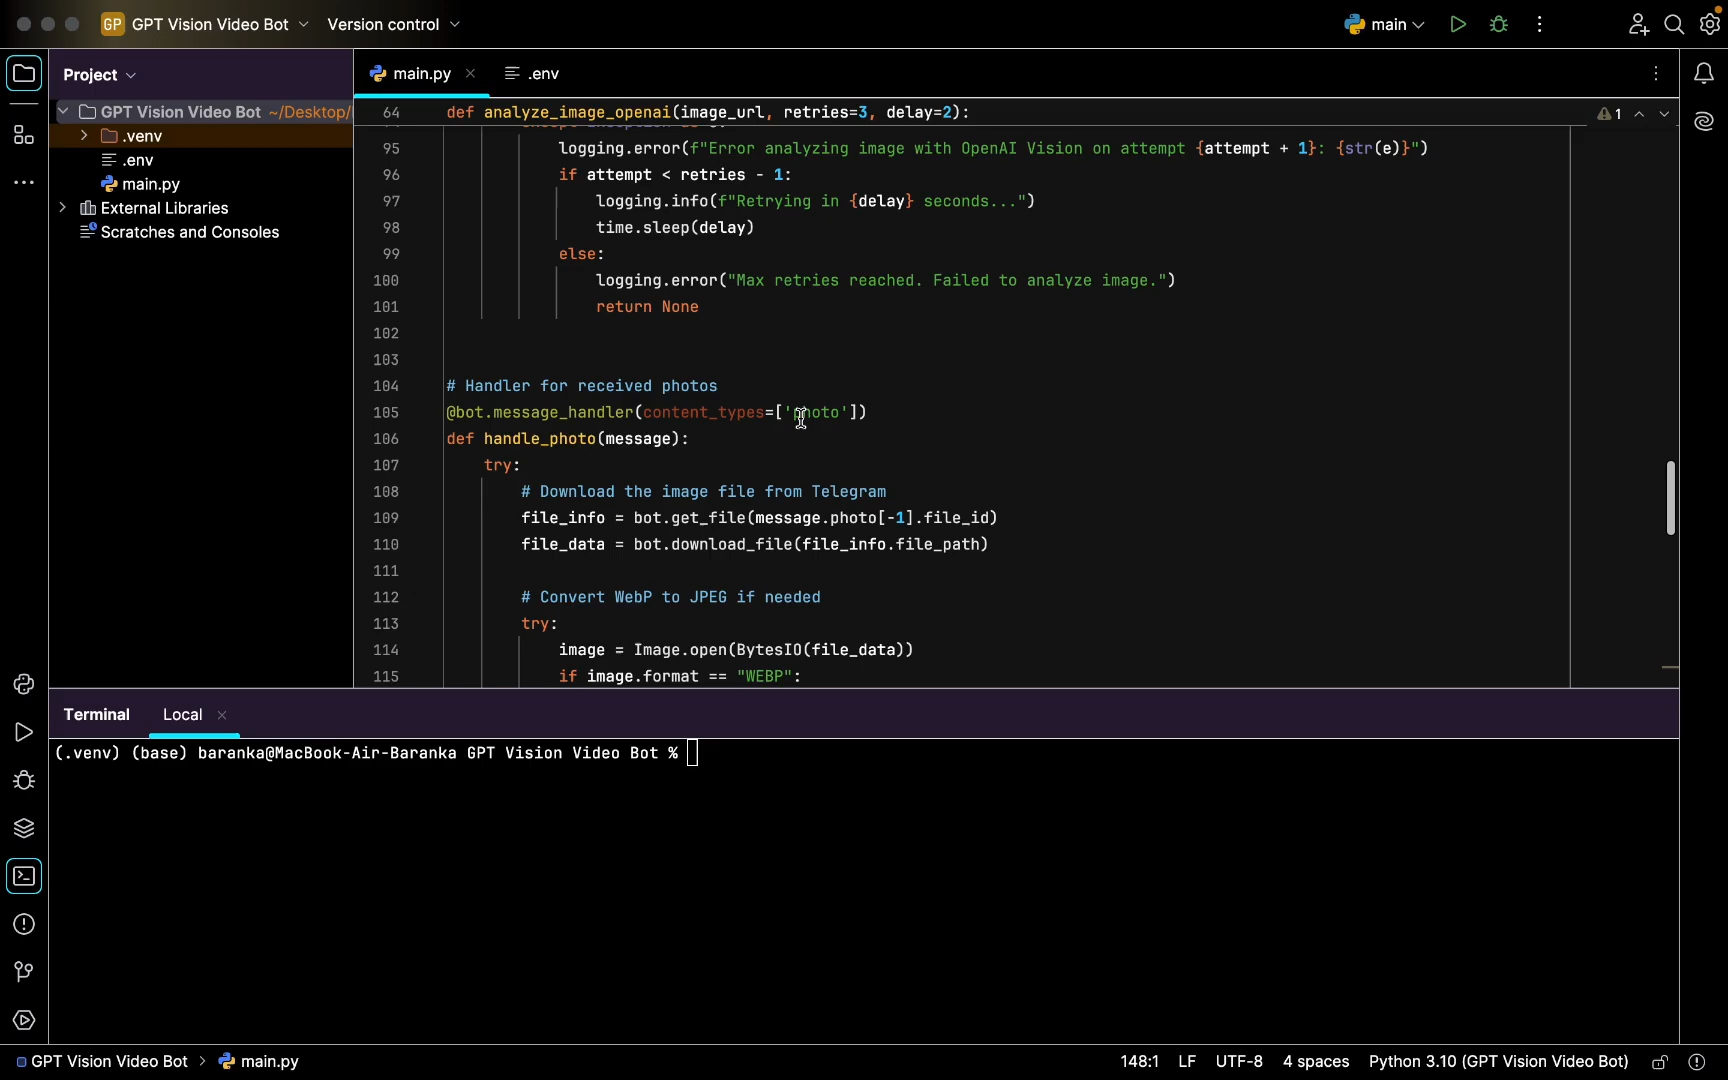 GP GPT Vision Video Bot Version control main
Project
main.py .env
GPT Vision Video Bot ~/Desktop/
.venv
.env
main.py
External Libraries
Scratches and Consoles
64 def analyze_image_openai(image_url, retries=3, delay=2): 1
95 logging.error(f"Error analyzing image with OpenAI Vision on attempt {attempt + 1}: {str(e)}")
96 if attempt < retries - 1:
97 logging.info(f"Retrying in {delay} seconds...")
98 time.sleep(delay)
99 else:
100 logging.error("Max retries reached. Failed to analyze image.")
101 return None
102
103
104 # Handler for received photos
105 @bot.message_handler(content_types=['photo'])
106 def handle_photo(message):
107 try:
108 # Download the image file from Telegram
109 file_info = bot.get_file(message.photo[-1].file_id)
110 file_data = bot.download_file(file_info.file_path)
111
112 # Convert WebP to JPEG if needed
113 try:
114 image = Image.open(BytesIO(file_data))
115 if image.format == "WEBP":
Terminal Local
(.venv) (base) baranka@MacBook-Air-Baranka GPT Vision Video Bot %
GPT Vision Video Bot > main.py 148:1 LF UTF-8 4 spaces Python 3.10 (GPT Vision Video Bot)